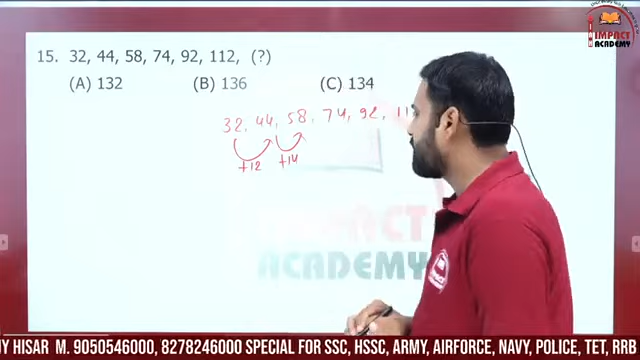 IMPACT
ACADEMY
15. 32, 44, 58, 74, 92, 112, (?)
(A) 132 (B) 136 (C) 134
32, 44, 58, 74, 92, 11
+12 +14
IMPACT
ACADEMY
HISAR M. 9050546000, 8278246000 SPECIAL FOR SSC, HSSC, ARMY, AIRFORCE, NAVY, POLICE, TET, RRB